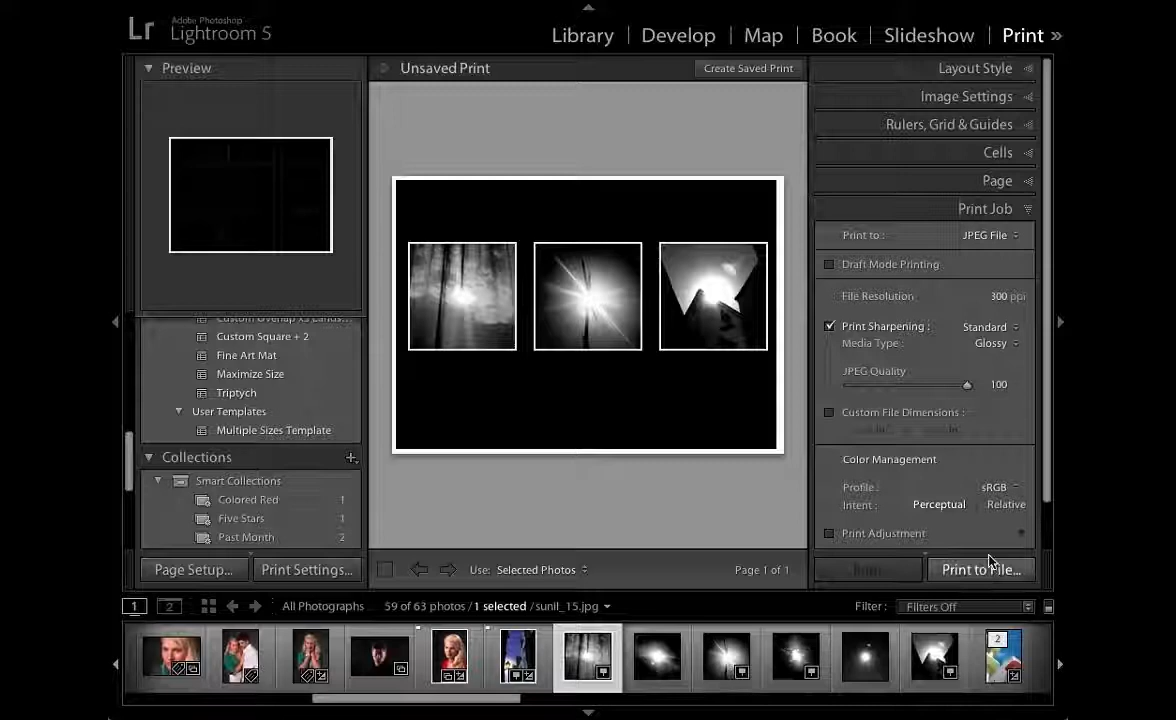 Lr Adobe Photoshop
Lightroom 5
Library | Develop | Map | Book | Slideshow | Print
Preview
Unsaved Print
Create Saved Print
Layout Style
Image Settings
Rulers, Grid & Guides
Cells
Page
Print Job
Print to : JPEG File
Draft Mode Printing
File Resolution 300 ppi
Print Sharpening : Standard
Media Type : Glossy
JPEG Quality
100
Custom File Dimensions :
Color Management
Profile : sRGB
Intent : Perceptual Relative
Print Adjustment
Custom Square + 2
Fine Art Mat
Maximize Size
Triptych
User Templates
Multiple Sizes Template
Collections
Smart Collections
Colored Red 1
Five Stars 1
Past Month 2
Page Setup...
Print Settings...
Use: Selected Photos
Page 1 of 1
Print to File...
1 2
All Photographs
59 of 63 photos / 1 selected / sunil_15.jpg
Filter : Filters Off
2